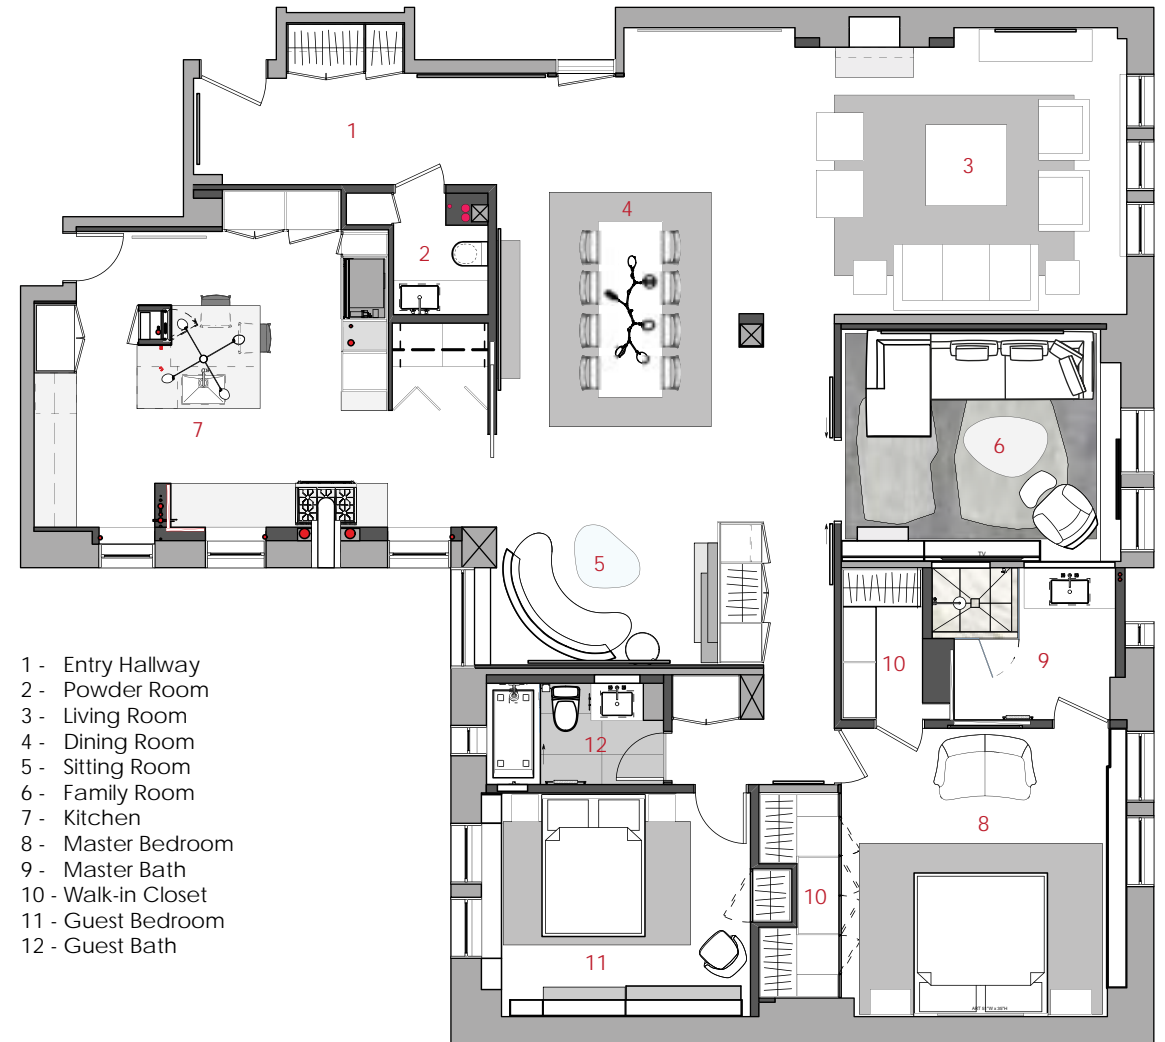 1
3
4
2
7
6
TV
5
9
10
12
8
10
11
1 - Entry Hallway
2 - Powder Room
3 - Living Room
4 - Dining Room
5 - Sitting Room
6 - Family Room
7 - Kitchen
8 - Master Bedroom
9 - Master Bath
10 - Walk-in Closet
11 - Guest Bedroom
12 - Guest Bath